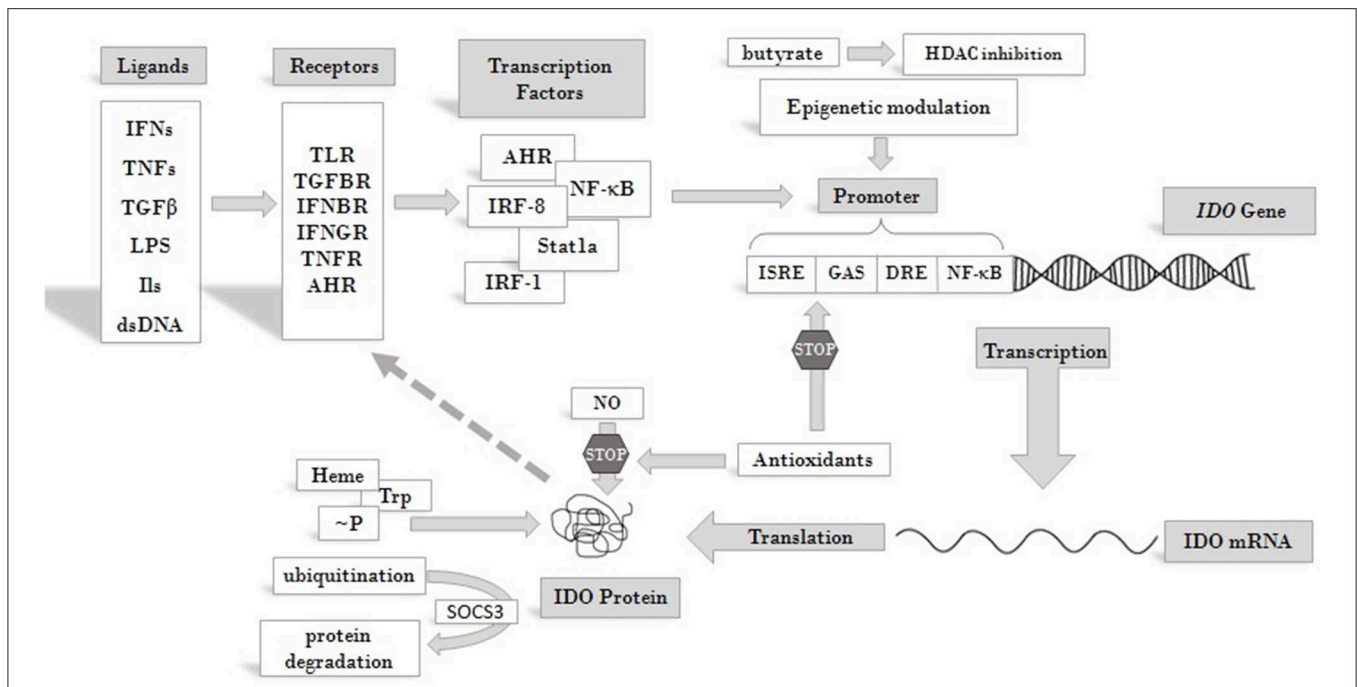 Ligands
IFNs
TNFs
TGFβ
LPS
Ils
dsDNA
Receptors
TLR
TGFBR
IFNBR
IFNGR
TNFR
AHR
Transcription
Factors
AHR
NF-κB
IRF-8
Stat1a
IRF-1
butyrate
HDAC inhibition
Epigenetic modulation
Promoter
IDO Gene
ISRE
GAS
DRE
NF-κB
STOP
Transcription
NO
STOP
Antioxidants
Heme
Trp
~P
Translation
IDO mRNA
ubiquitination
SOCS3
protein
degradation
IDO Protein